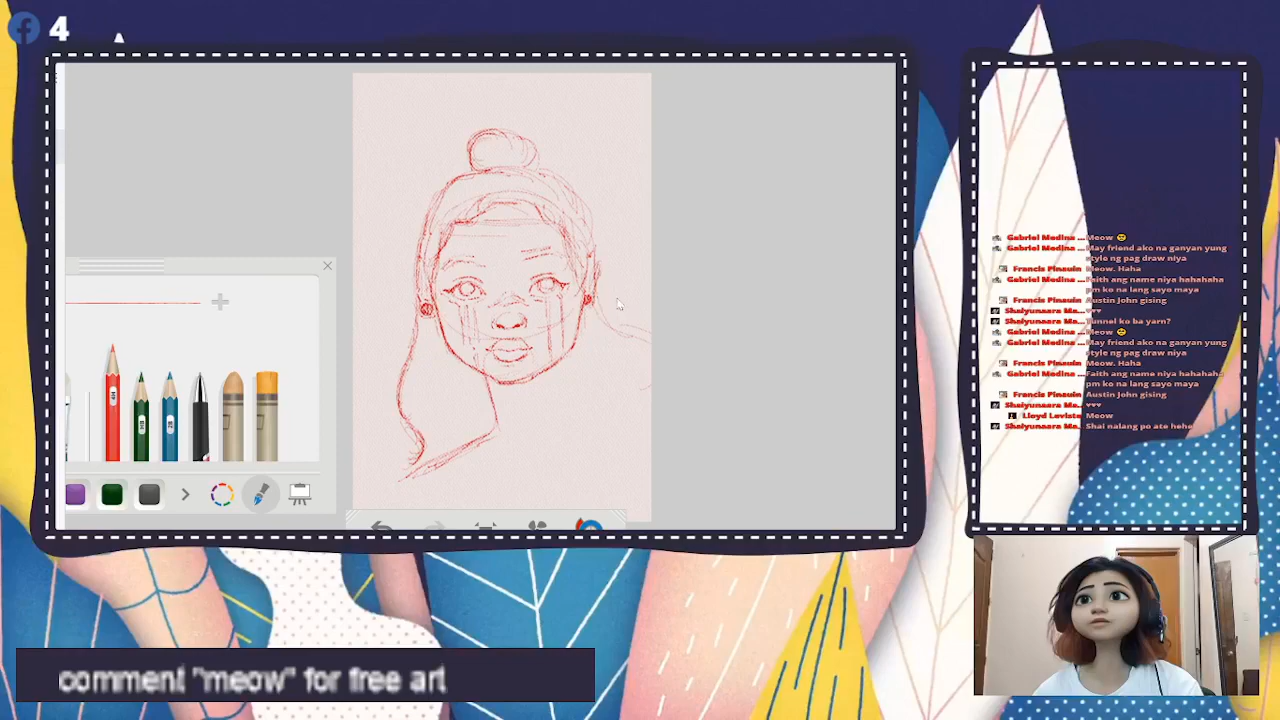 4
Gabriel Medina ... Meow
Gabriel Medina ... May friend ako na ganyan yung
style ng pag draw niya
Francis Pinauin Meow. Haha
Gabriel Medina ... Faith ang name niya hahahaha
pm ko na lang sayo maya
Francis Pinauin Austin John gising
Shaiyunaara Ma... ♥♥♥
Shaiyunaara Ma... Tunnel ko ba yarn?
Gabriel Medina ... Meow
Gabriel Medina ... May friend ako na ganyan yung
style ng pag draw niya
Francis Pinauin Meow. Haha
Gabriel Medina ... Faith ang name niya hahahaha
pm ko na lang sayo maya
Francis Pinauin Austin John gising
Shaiyunaara Ma... ♥♥♥
Lloyd Leviste Meow
Shaiyunaara Ma... Shai nalang po ate hehe
comment "meow" for free art